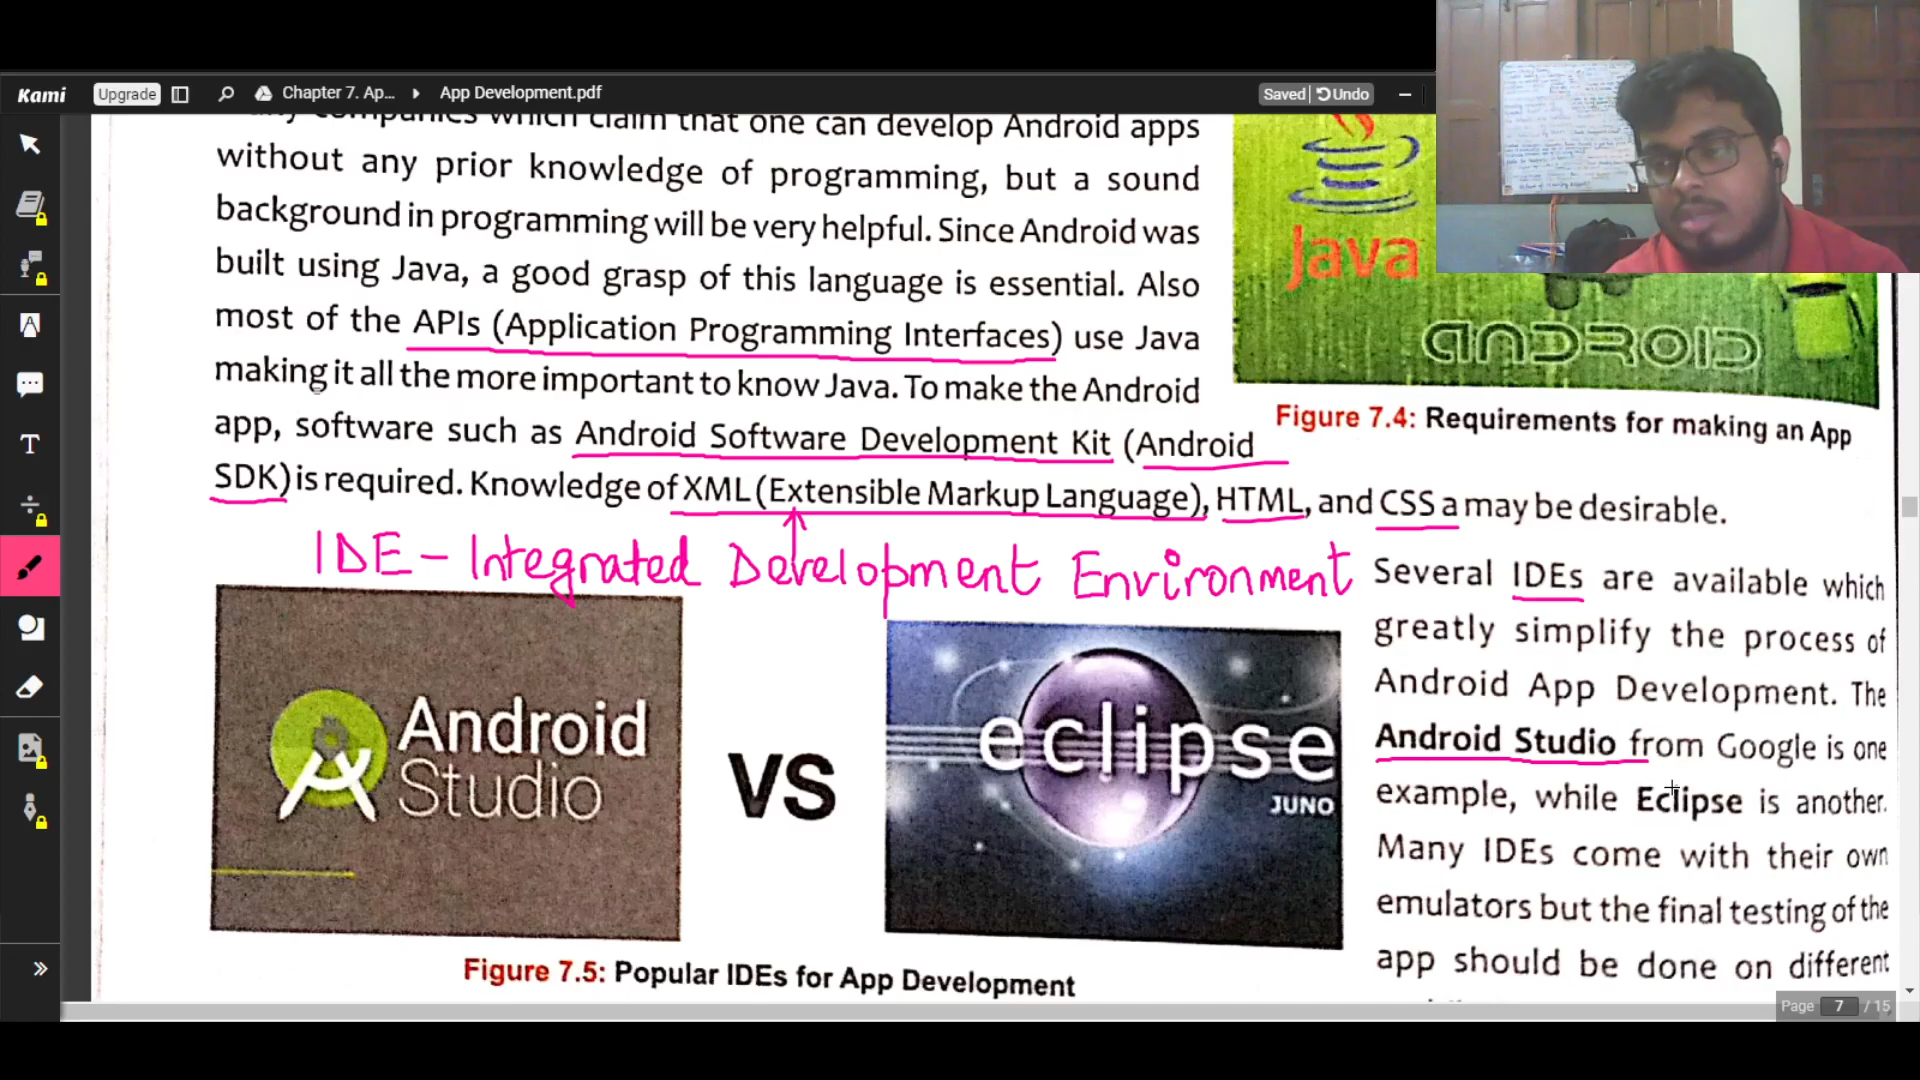 Kami Upgrade Chapter 7. Ap... App Development.pdf Saved Undo
companies which claim that one can develop Android apps
without any prior knowledge of programming, but a sound
background in programming will be very helpful. Since Android was
built using Java, a good grasp of this language is essential. Also
most of the APIs (Application Programming Interfaces) use Java
making it all the more important to know Java. To make the Android
app, software such as Android Software Development Kit (Android
SDK) is required. Knowledge of XML (Extensible Markup Language), HTML, and CSS a may be desirable.
Java
ANDROID
Figure 7.4: Requirements for making an App
IDE - Integrated Development Environment
Android
Studio
VS
eclipse
JUNO
Figure 7.5: Popular IDEs for App Development
Several IDEs are available which
greatly simplify the process of
Android App Development. The
Android Studio from Google is one
example, while Eclipse is another.
Many IDEs come with their own
emulators but the final testing of the
app should be done on different
Page 7 / 15